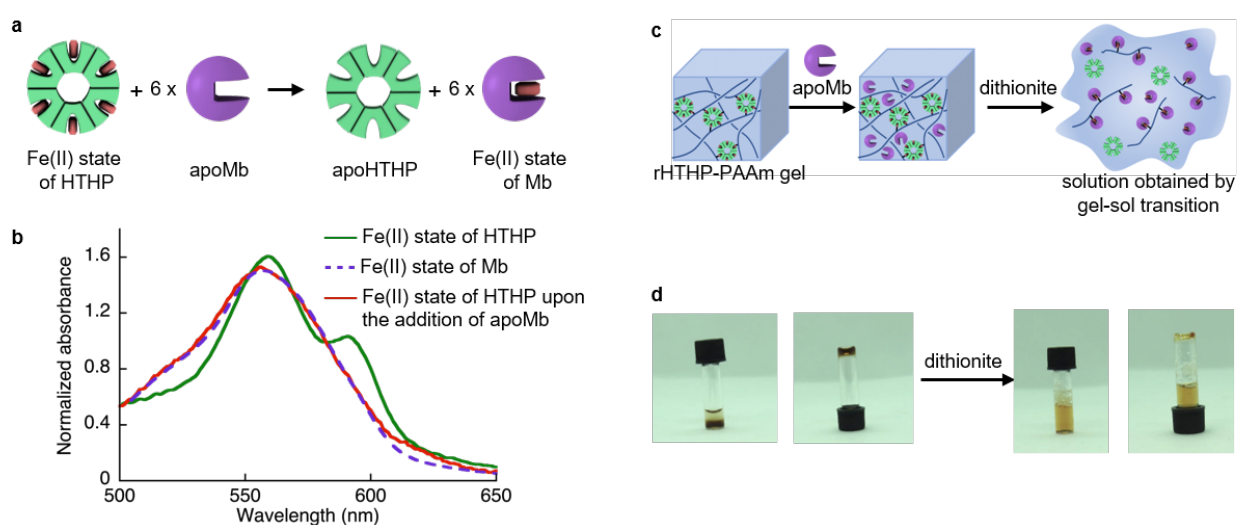 a
+ 6 x
+ 6 x
Fe(II) state
of HTHP
apoMb
apoHTHP
Fe(II) state
of Mb
b
Normalized absorbance
1.6
1.2
0.8
0.4
0
500
550
600
650
Wavelength (nm)
Fe(II) state of HTHP
Fe(II) state of Mb
Fe(II) state of HTHP upon
the addition of apoMb
c
apoMb
dithionite
rHTHP-PAAm gel
solution obtained by
gel-sol transition
d
dithionite